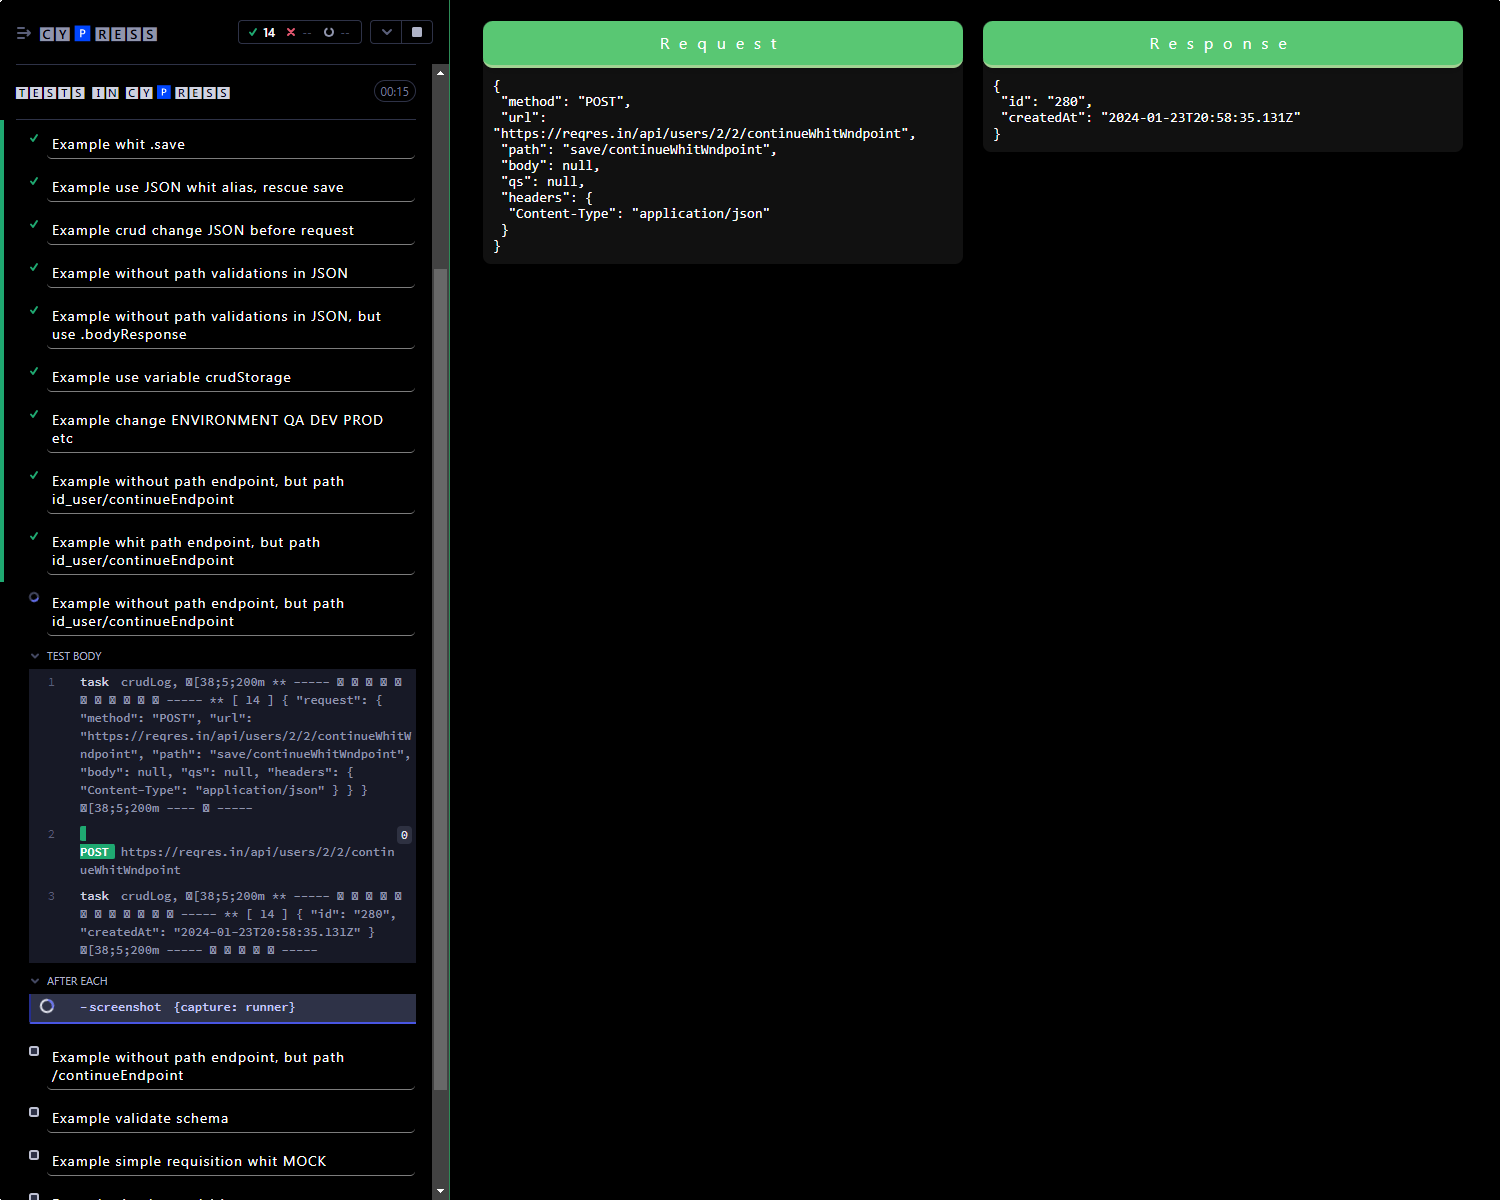 CYPRESS
14 -- --
TESTS IN CYPRESS
00:15
Example whit .save
Example use JSON whit alias, rescue save
Example crud change JSON before request
Example without path validations in JSON
Example without path validations in JSON, but
use .bodyResponse
Example use variable crudStorage
Example change ENVIRONMENT QA DEV PROD
etc
Example without path endpoint, but path
id_user/continueEndpoint
Example whit path endpoint, but path
id_user/continueEndpoint
Example without path endpoint, but path
id_user/continueEndpoint
TEST BODY
1 task crudLog, [38;5;200m ** -----
----- ** [ 14 ] { "request": {
"method": "POST", "url":
"https://reqres.in/api/users/2/2/continueWhitW
ndpoint", "path": "save/continueWhitWndpoint",
"body": null, "qs": null, "headers": {
"Content-Type": "application/json" } } }
[38;5;200m ---- -----
2 0
POST https://reqres.in/api/users/2/2/contin
ueWhitWndpoint
3 task crudLog, [38;5;200m ** -----
----- ** [ 14 ] { "id": "280",
"createdAt": "2024-01-23T20:58:35.131Z" }
[38;5;200m ----- -----
AFTER EACH
-screenshot {capture: runner}
Example without path endpoint, but path
/continueEndpoint
Example validate schema
Example simple requisition whit MOCK
Request
{
"method": "POST",
"url":
"https://reqres.in/api/users/2/2/continueWhitWndpoint",
"path": "save/continueWhitWndpoint",
"body": null,
"qs": null,
"headers": {
"Content-Type": "application/json"
}
}
Response
{
"id": "280",
"createdAt": "2024-01-23T20:58:35.131Z"
}